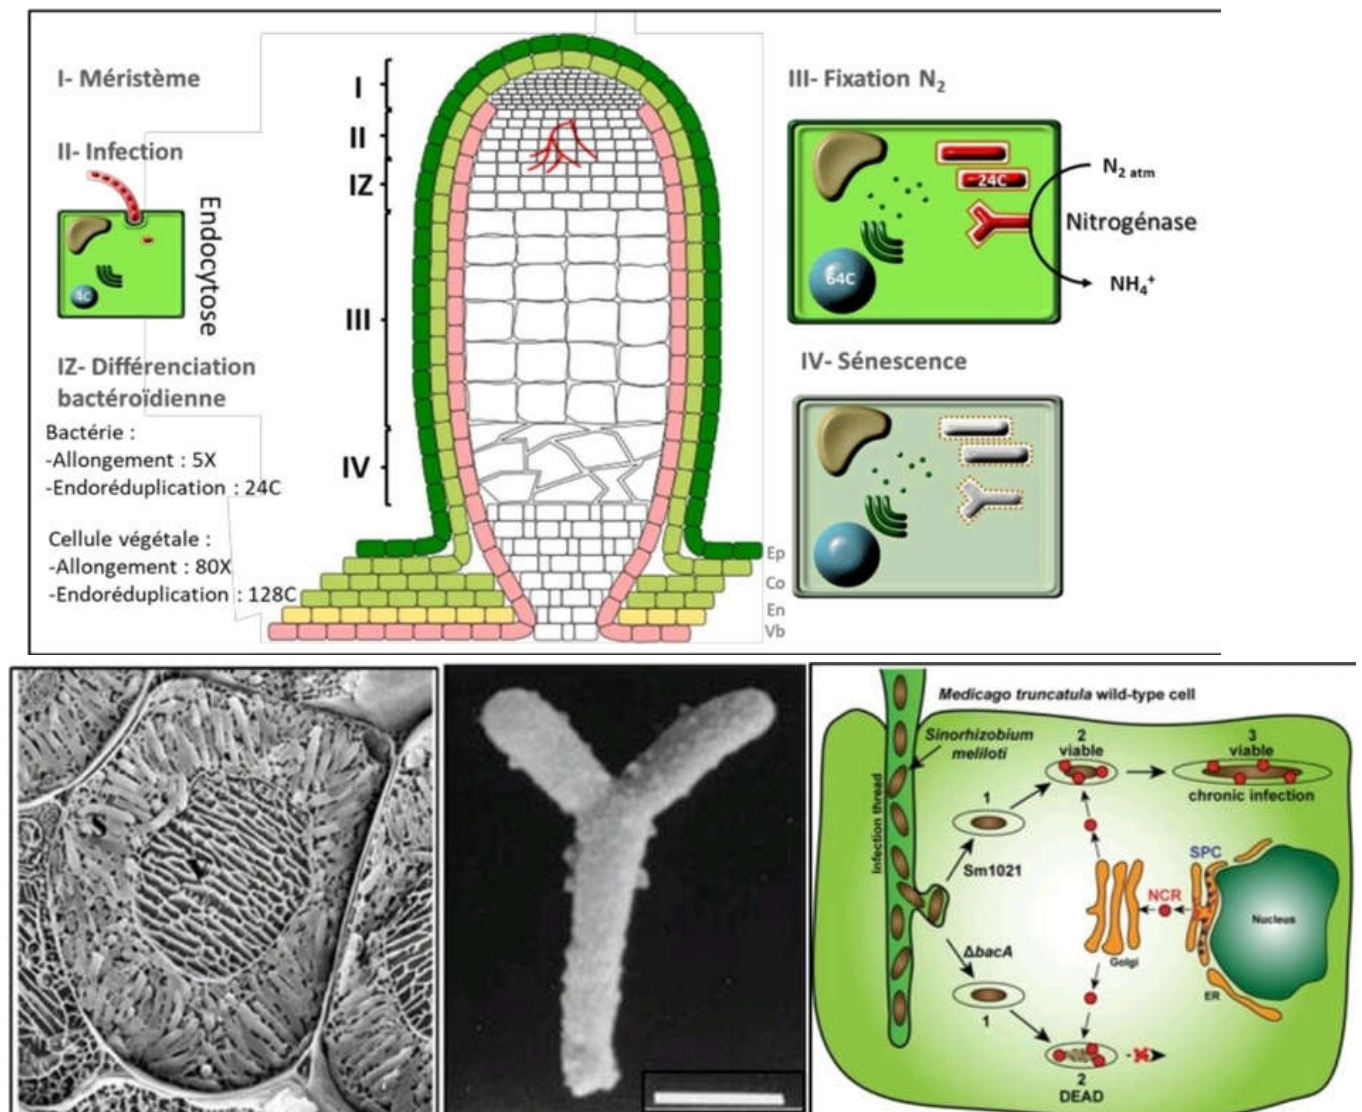 I- Méristème
II- Infection
Endocytose
IZ- Différenciation
bactéroïdienne
Bactérie :
-Allongement : 5X
-Endoréduplication : 24C
Cellule végétale :
-Allongement : 80X
-Endoréduplication : 128C
I
II
IZ
III
IV
Ep
Co
En
Vb
III- Fixation N₂
24C
64C
N₂ atm
Nitrogénase
NH₄⁺
IV- Sénescence
S
Medicago truncatula wild-type cell
Sinorhizobium
meliloti
Infection thread
1
Sm1021
2
viable
3
viable
chronic infection
SPC
NCR
Nucleus
Golgi
ER
ΔbacA
1
2
DEAD